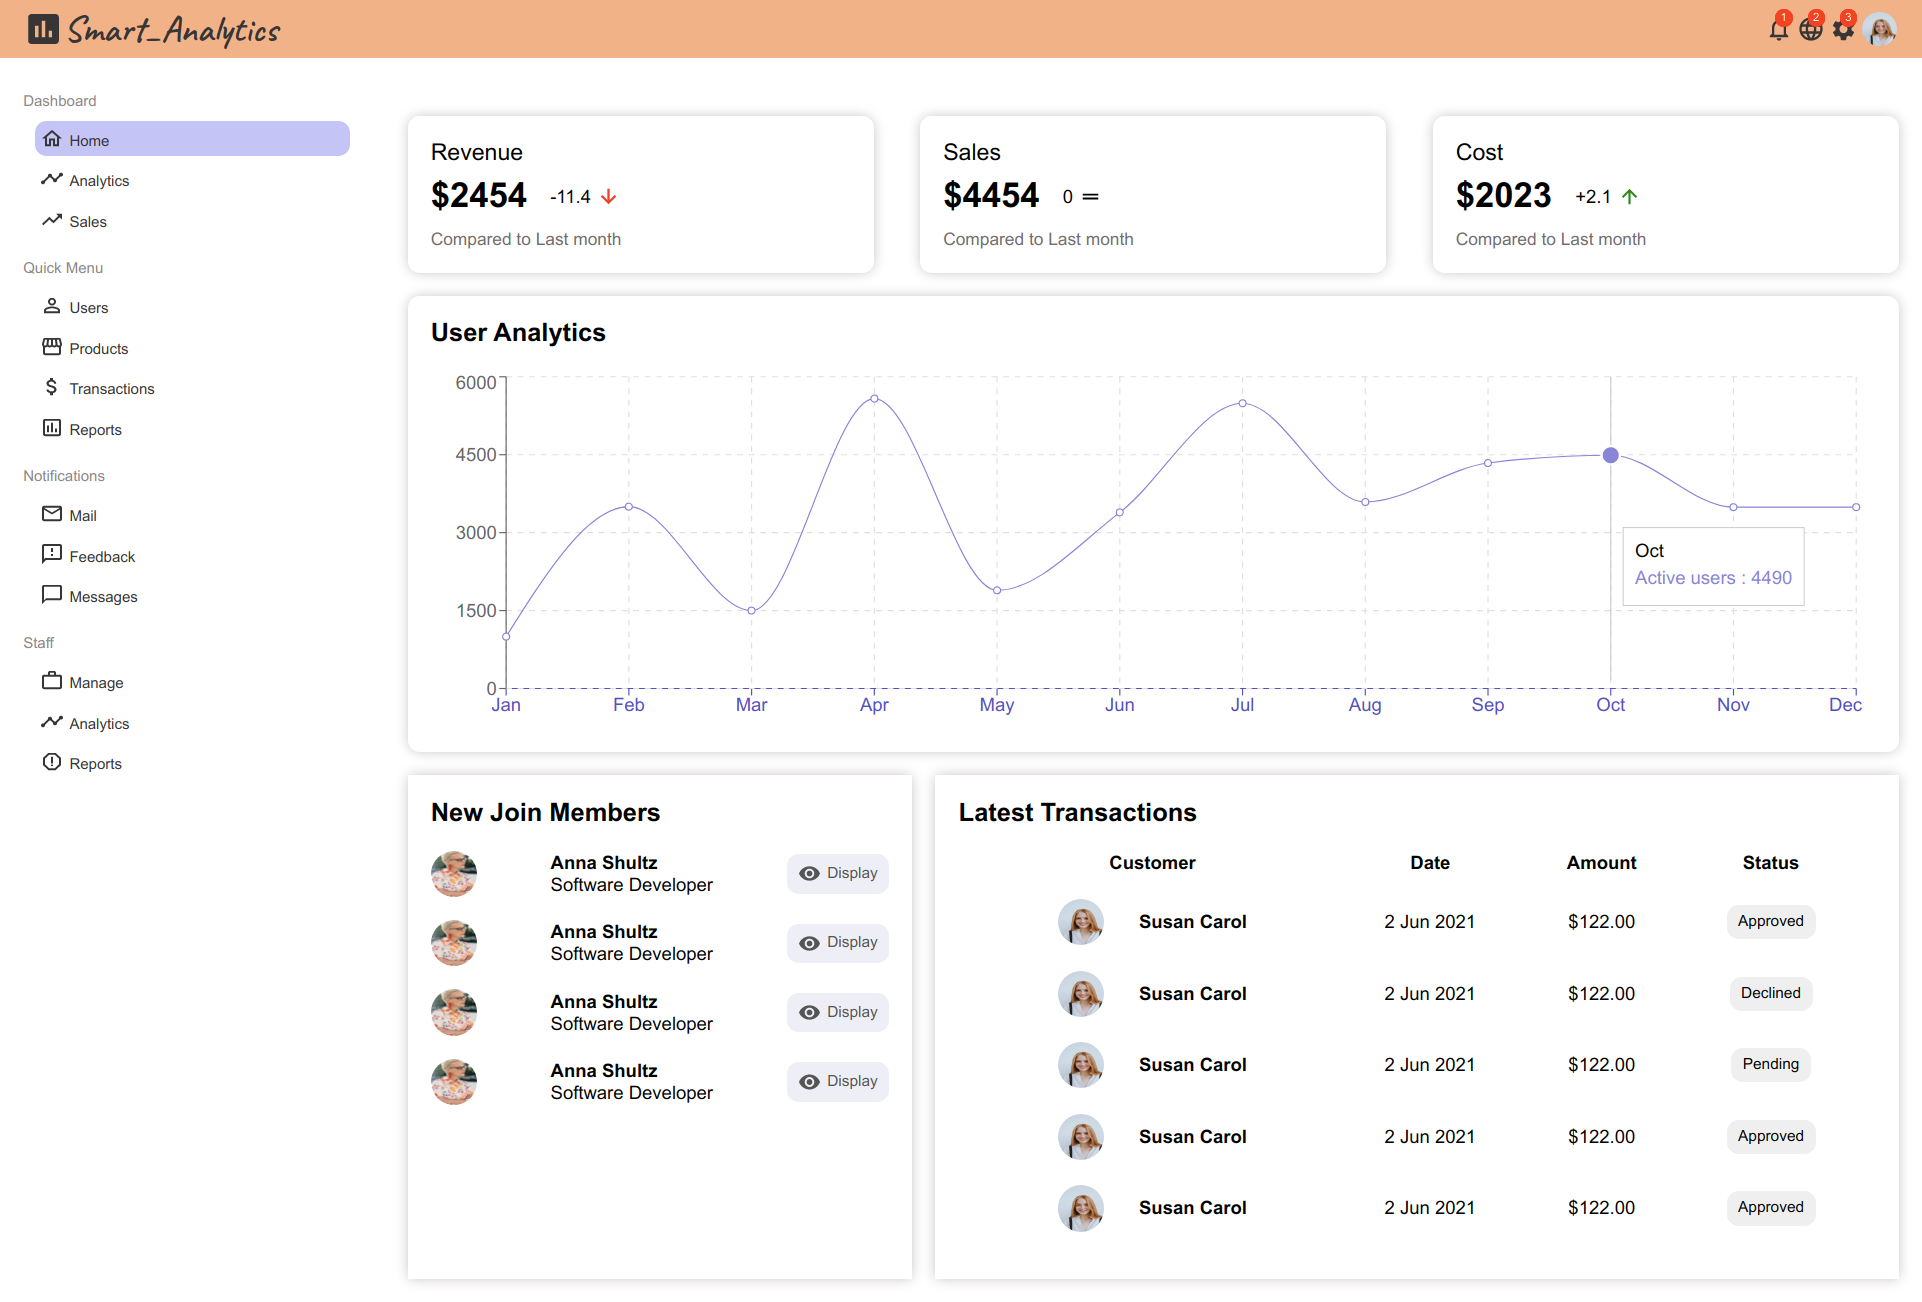 Smart_Analytics
1
2
3
Dashboard
Home
Analytics
Sales
Quick Menu
Users
Products
Transactions
Reports
Notifications
Mail
Feedback
Messages
Staff
Manage
Analytics
Reports
Revenue
$2454 -11.4
Compared to Last month
Sales
$4454 0
Compared to Last month
Cost
$2023 +2.1
Compared to Last month
User Analytics
6000
4500
3000
1500
0
Jan Feb Mar Apr May Jun Jul Aug Sep Oct Nov Dec
Oct
Active users : 4490
New Join Members
Anna Shultz
Software Developer
Display
Anna Shultz
Software Developer
Display
Anna Shultz
Software Developer
Display
Anna Shultz
Software Developer
Display
Latest Transactions
Customer Date Amount Status
Susan Carol 2 Jun 2021 $122.00 Approved
Susan Carol 2 Jun 2021 $122.00 Declined
Susan Carol 2 Jun 2021 $122.00 Pending
Susan Carol 2 Jun 2021 $122.00 Approved
Susan Carol 2 Jun 2021 $122.00 Approved